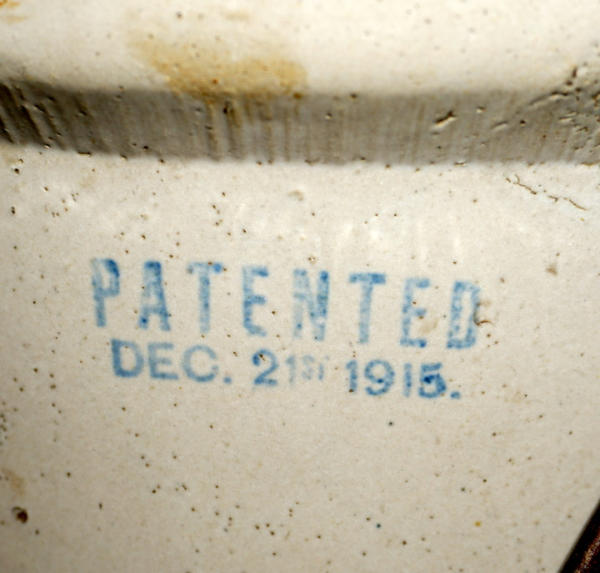 PATENTED
DEC. 21ST 1915.